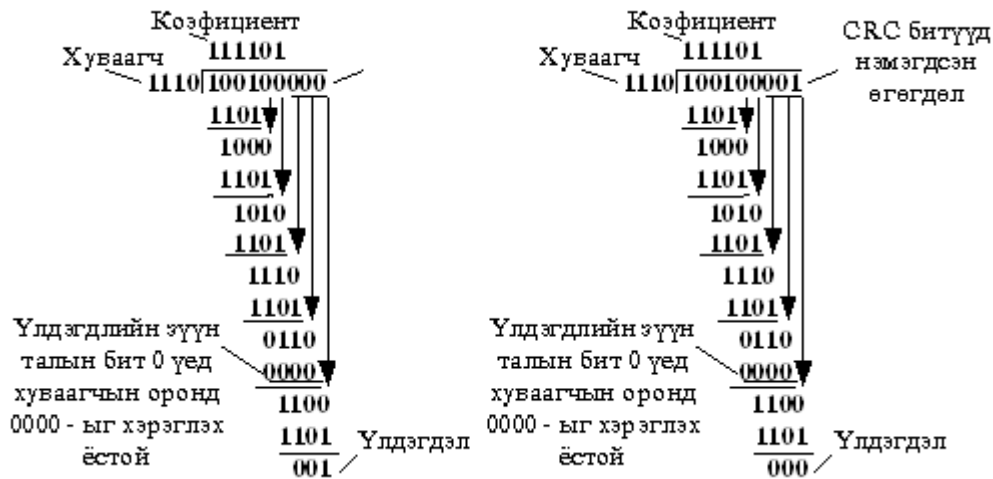 Коэфициент
111101
Хуваагч
1110 100100000
1101
1000
1101
1010
1101
1110
1101
0110
0000
1100
1101
001
Үлдэгдлийн зүүн
талын бит 0 үед
хуваагчын оронд
0000 - ыг хэрэглэх
ёстой
Үлдэгдэл
Коэфициент
111101
Хуваагч
1110 100100001
CRC битүүд
нэмэгдсэн
өгөгдөл
1101
1000
1101
1010
1101
1110
1101
0110
0000
1100
1101
000
Үлдэгдлийн зүүн
талын бит 0 үед
хуваагчын оронд
0000 - ыг хэрэглэх
ёстой
Үлдэгдэл